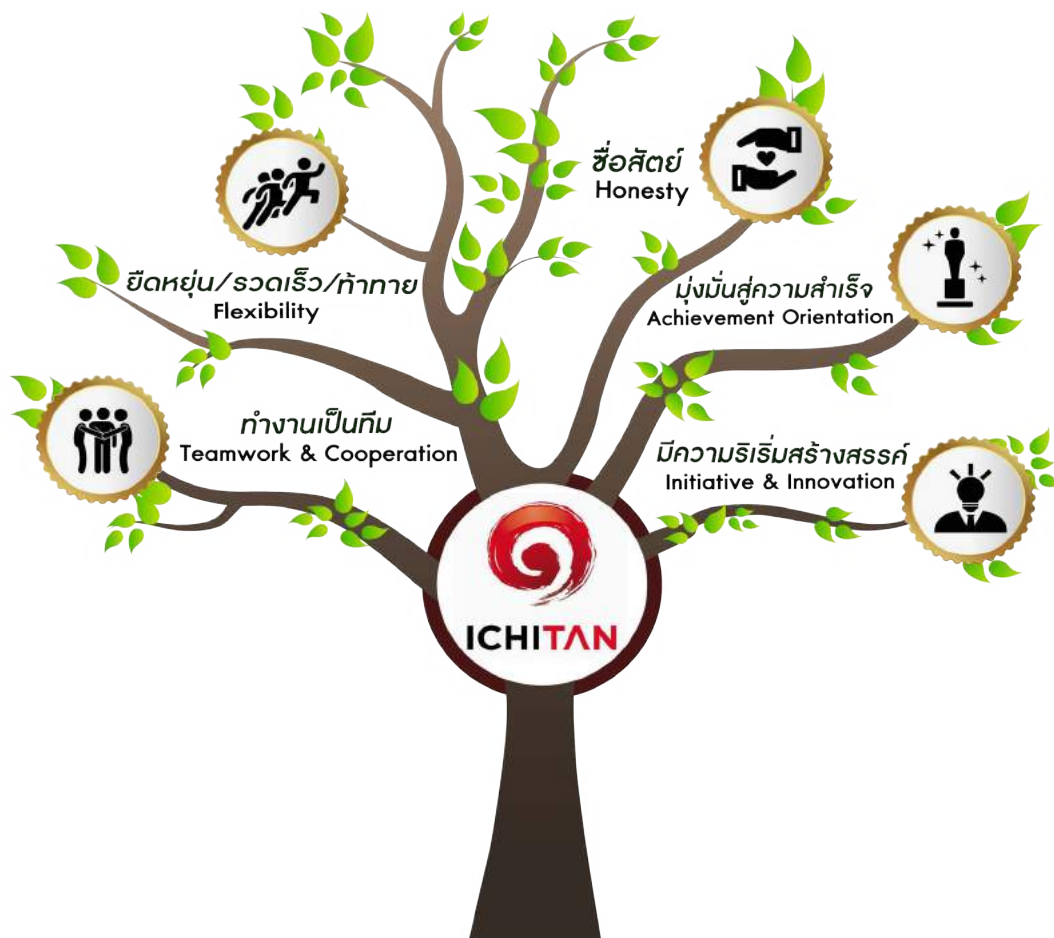 ซื่อสัตย์
Honesty
ยืดหยุ่น/รวดเร็ว/ท้าทาย
Flexibility
มุ่งมั่นสู่ความสำเร็จ
Achievement Orientation
ทำงานเป็นทีม
Teamwork & Cooperation
มีความริเริ่มสร้างสรรค์
Initiative & Innovation
ICHITAN